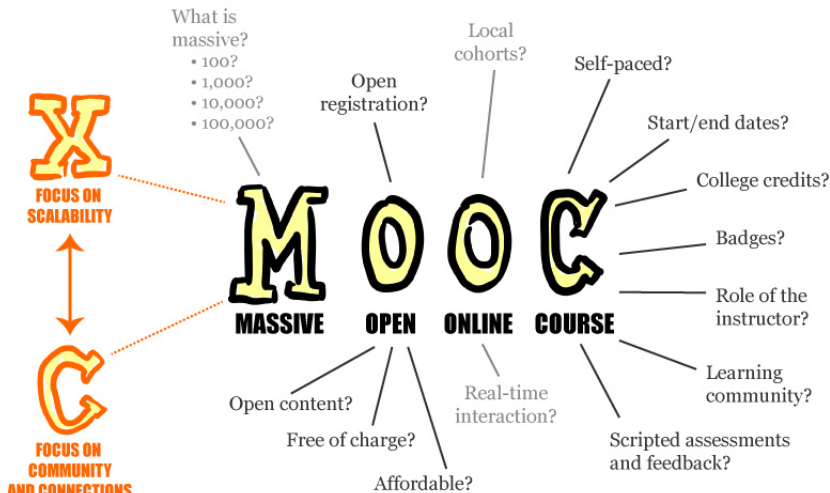 What is
massive?
• 100?
• 1,000?
• 10,000?
• 100,000?
Open
registration?
Local
cohorts?
Self-paced?
Start/end dates?
College credits?
Badges?
Role of the
instructor?
Learning
community?
Scripted assessments
and feedback?
X
FOCUS ON
SCALABILITY
C
FOCUS ON
COMMUNITY
AND CONNECTIONS
MOOC
MASSIVE OPEN ONLINE COURSE
Open content?
Free of charge?
Affordable?
Real-time
interaction?